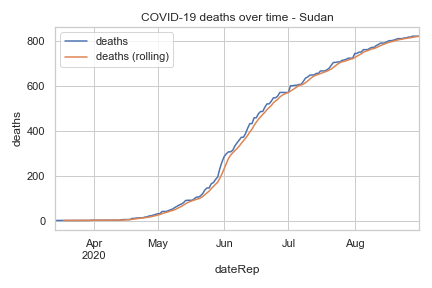 COVID-19 deaths over time - Sudan
deaths
deaths (rolling)
800
600
400
200
0
deaths
Apr
2020
May
Jun
Jul
Aug
dateRep